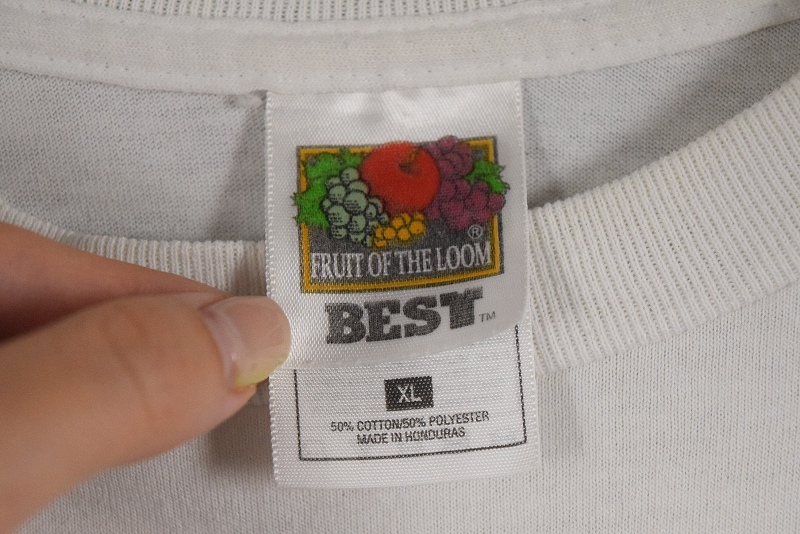 ®
FRUIT OF THE LOOM
BEST™
XL
50% COTTON/50% POLYESTER
MADE IN HONDURAS